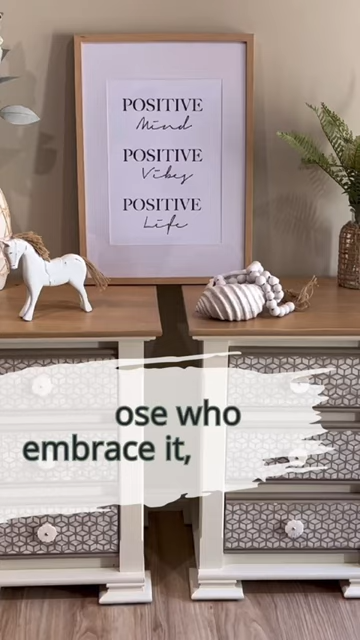 POSITIVE
Mind
POSITIVE
Vibes
POSITIVE
Life
ose who
embrace it,